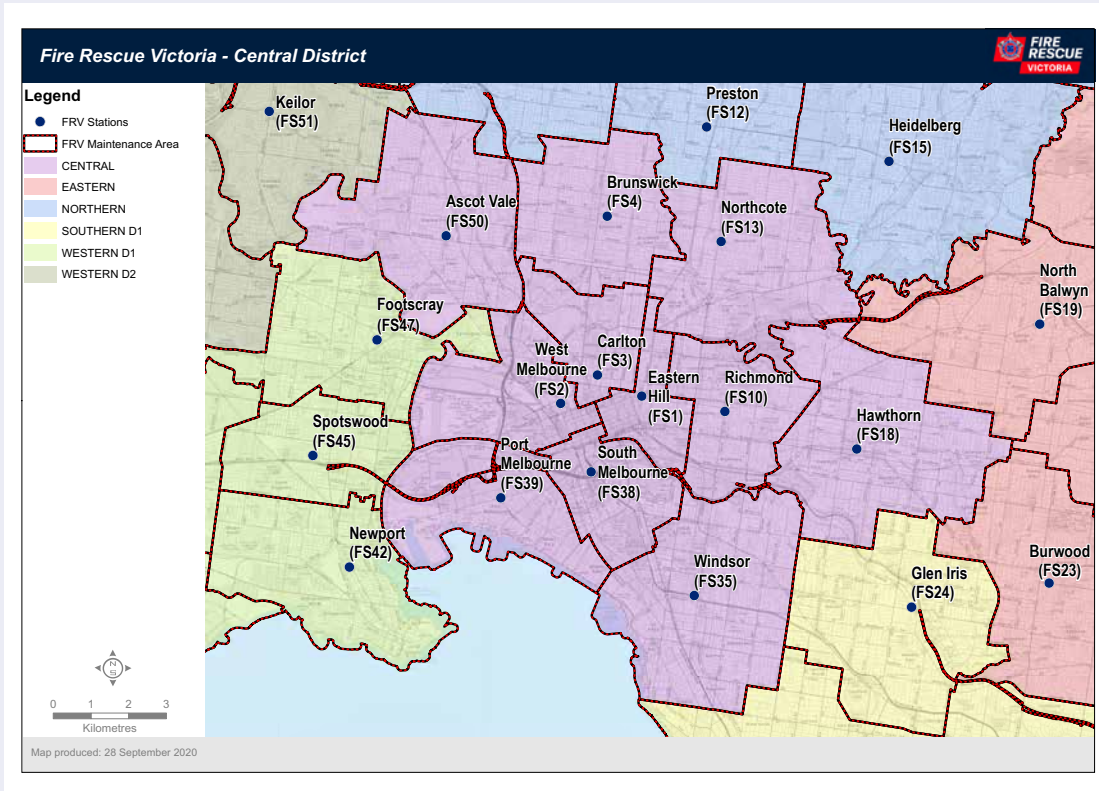 Fire Rescue Victoria - Central District
FIRE
RESCUE
VICTORIA
Legend
FRV Stations
FRV Maintenance Area
CENTRAL
EASTERN
NORTHERN
SOUTHERN D1
WESTERN D1
WESTERN D2
Keilor
(FS51)
Preston
(FS12)
Heidelberg
(FS15)
Ascot Vale
(FS50)
Brunswick
(FS4)
Northcote
(FS13)
North
Balwyn
(FS19)
Footscray
(FS47)
West
Melbourne
(FS2)
Carlton
(FS3)
Eastern
Hill
(FS1)
Richmond
(FS10)
Hawthorn
(FS18)
Spotswood
(FS45)
Port
Melbourne
(FS39)
South
Melbourne
(FS38)
Newport
(FS42)
Windsor
(FS35)
Glen Iris
(FS24)
Burwood
(FS23)
N
S
0 1 2 3
Kilometres
Map produced: 28 September 2020